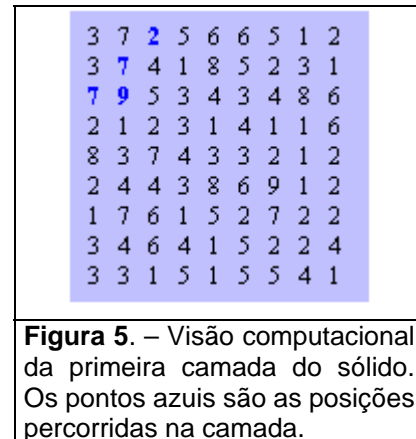 3 7 2 5 6 6 5 1 2
3 7 4 1 8 5 2 3 1
7 9 5 3 4 3 4 8 6
2 1 2 3 1 4 1 1 6
8 3 7 4 3 3 2 1 2
2 4 4 3 8 6 9 1 2
1 7 6 1 5 2 7 2 2
3 4 6 4 1 5 2 2 4
3 3 1 5 1 5 5 4 1
Figura 5. – Visão computacional
da primeira camada do sólido.
Os pontos azuis são as posições
percorridas na camada.